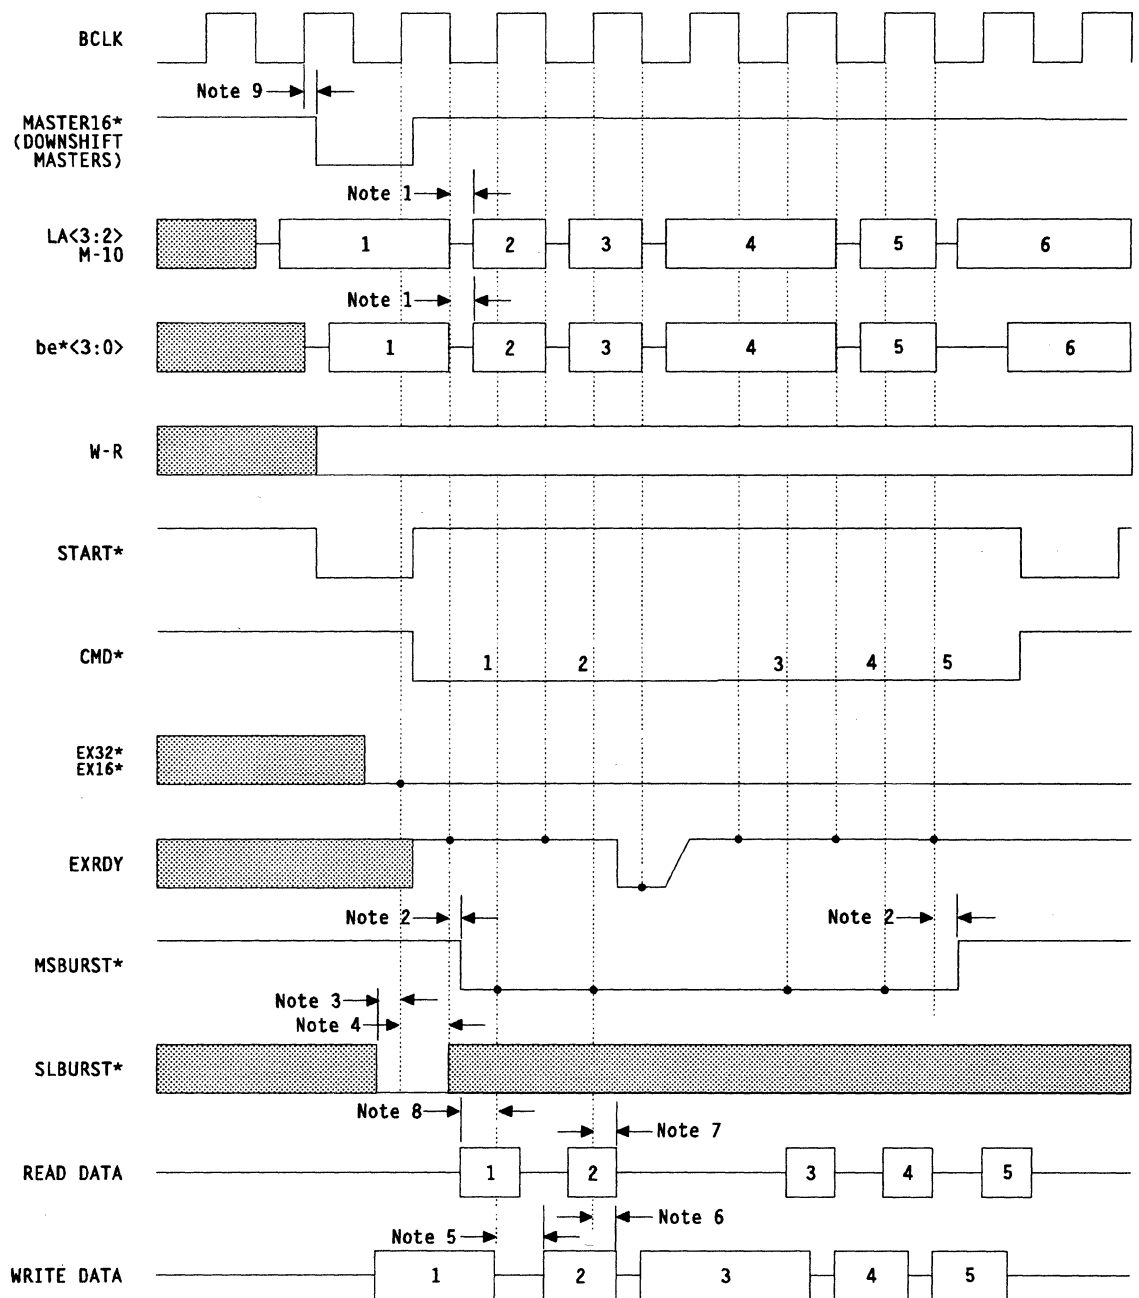 BCLK
Note 9
MASTER16*
(DOWNSHIFT
MASTERS)
Note 1
LA<3:2>
M-IO
1 2 3 4 5 6
Note 1
be*<3:0>
1 2 3 4 5 6
W-R
START*
CMD*
1 2 3 4 5
EX32*
EX16*
EXRDY
Note 2 Note 2
MSBURST*
Note 3
Note 4
SLBURST*
Note 8
Note 7
READ DATA
1 2 3 4 5
Note 6
Note 5
WRITE DATA
1 2 3 4 5